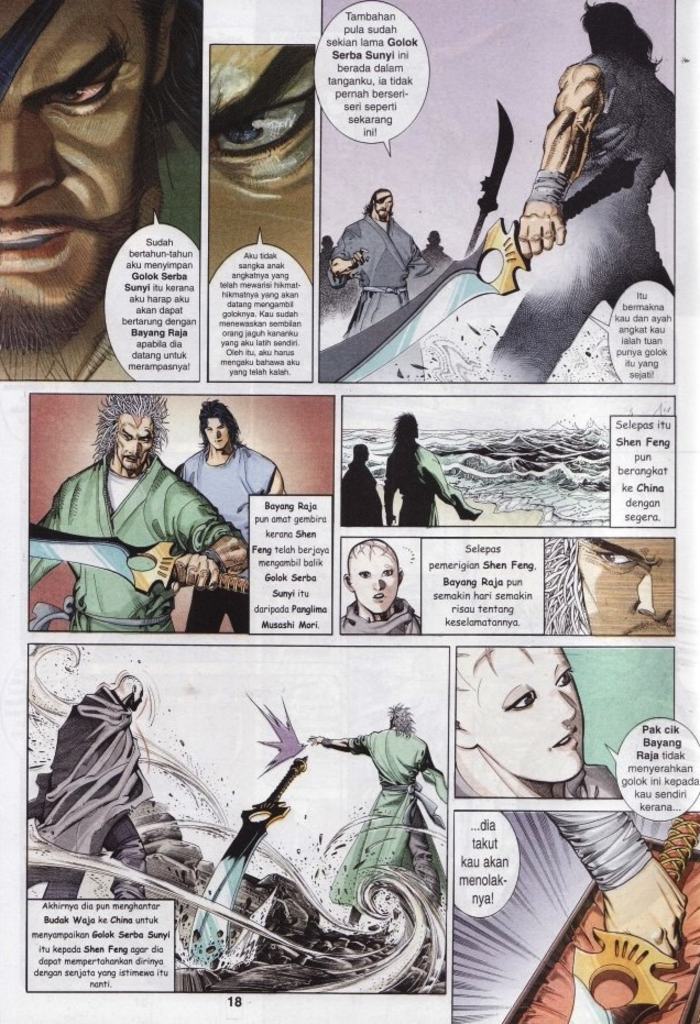 Sudah
bertahun-tahun
aku menyimpan
Golok Serba
Sunyi itu kerana
aku harap aku
akan dapat
bertarung dengan
Bayang Raja
apabila dia
datang untuk
merampasnya!
Aku tidak
sangka anak
angkatnya yang
telah mewarisi hikmat-
hikmatnya yang akan
datang mengambil
goloknya. Kau sudah
menewaskan sembilan
orang jaguh kananku
yang aku latih sendiri.
Oleh itu, aku harus
mengaku bahawa aku
yang telah kalah.
Tambahan
pula sudah
sekian lama Golok
Serba Sunyi ini
berada dalam
tanganku, ia tidak
pernah berseri-
seri seperti
sekarang
ini!
Itu
bermakna
kau dan ayah
angkat kau
ialah tuan
punya golok
itu yang
sejati!
Bayang Raja
pun amat gembira
kerana Shen
Feng telah berjaya
mengambil balik
Golok Serba
Sunyi itu
daripada Panglima
Musashi Mori.
Selepas itu
Shen Feng
pun
berangkat
ke China
dengan
segera.
Selepas
pemerigian Shen Feng,
Bayang Raja pun
semakin hari semakin
risau tentang
keselamatannya.
Akhirnya dia pun menghantar
Budak Waja ke China untuk
menyampaikan Golok Serba Sunyi
itu kepada Shen Feng agar dia
dapat mempertahankan dirinya
dengan senjata yang istimewa itu
nanti.
Pak cik
Bayang
Raja tidak
menyerahkan
golok ini kepada
kau sendiri
kerana...
...dia
takut
kau akan
menolak-
nya!
18